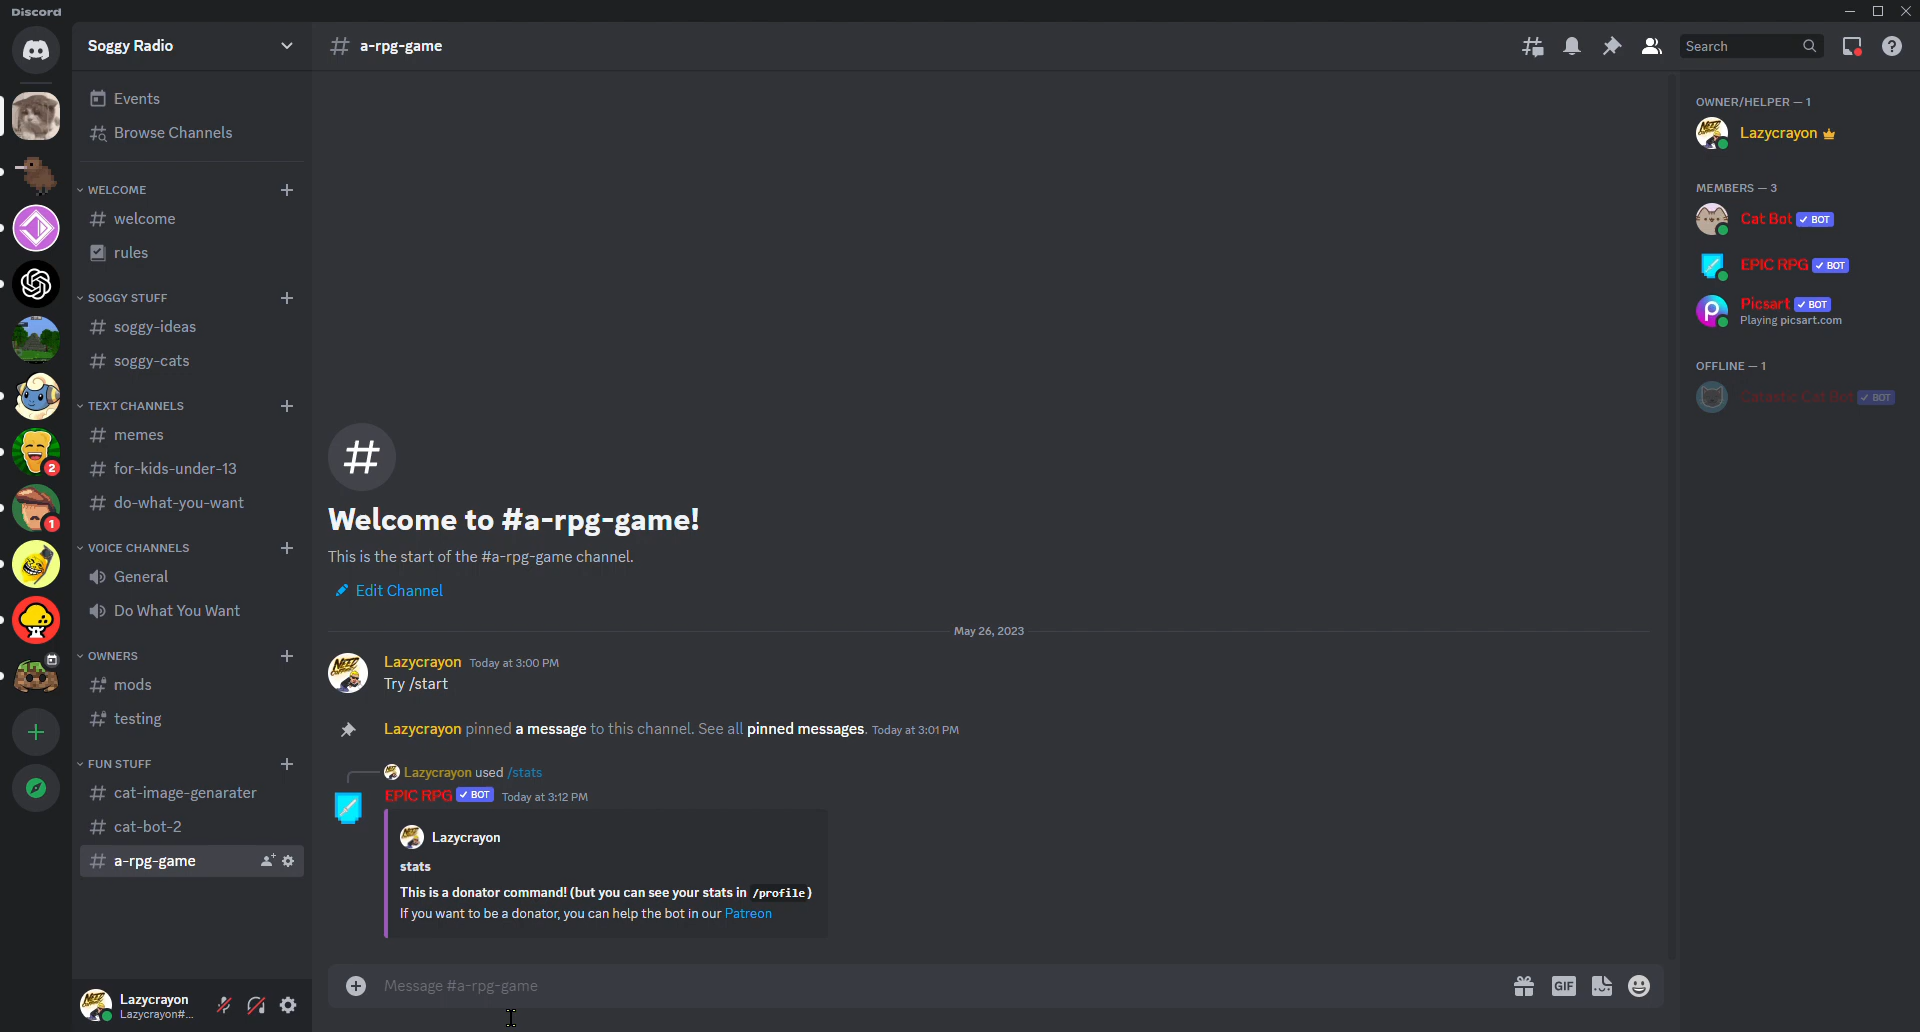 Discord
Soggy Radio
# a-rpg-game
Search
Events
Browse Channels
WELCOME
welcome
rules
SOGGY STUFF
soggy-ideas
soggy-cats
TEXT CHANNELS
memes
for-kids-under-13
do-what-you-want
VOICE CHANNELS
General
Do What You Want
OWNERS
mods
testing
FUN STUFF
cat-image-genarater
cat-bot-2
a-rpg-game
Lazycrayon
Lazycrayon#...
2
1
#
Welcome to #a-rpg-game!
This is the start of the #a-rpg-game channel.
Edit Channel
May 26, 2023
Lazycrayon Today at 3:00 PM
Try /start
Lazycrayon pinned a message to this channel. See all pinned messages. Today at 3:01 PM
Lazycrayon used /stats
EPIC RPG ✓ BOT Today at 3:12 PM
Lazycrayon
stats
This is a donator command! (but you can see your stats in /profile)
If you want to be a donator, you can help the bot in our Patreon
Message #a-rpg-game
GIF
OWNER/HELPER — 1
Lazycrayon
MEMBERS — 3
Cat Bot ✓ BOT
EPIC RPG ✓ BOT
Picsart ✓ BOT
Playing picsart.com
OFFLINE — 1
Cat Bot ✓ BOT